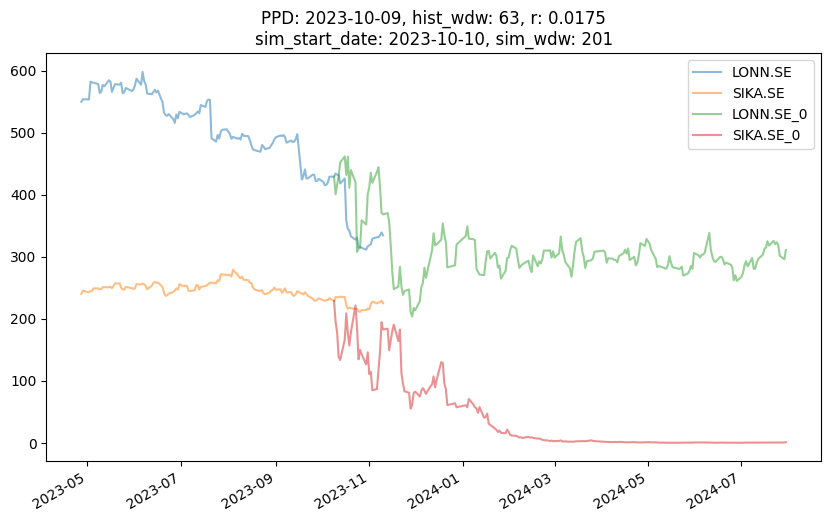 PPD: 2023-10-09, hist_wdw: 63, r: 0.0175
sim_start_date: 2023-10-10, sim_wdw: 201
LONN.SE
SIKA.SE
LONN.SE_0
SIKA.SE_0
600
500
400
300
200
100
0
2023-05
2023-07
2023-09
2023-11
2024-01
2024-03
2024-05
2024-07